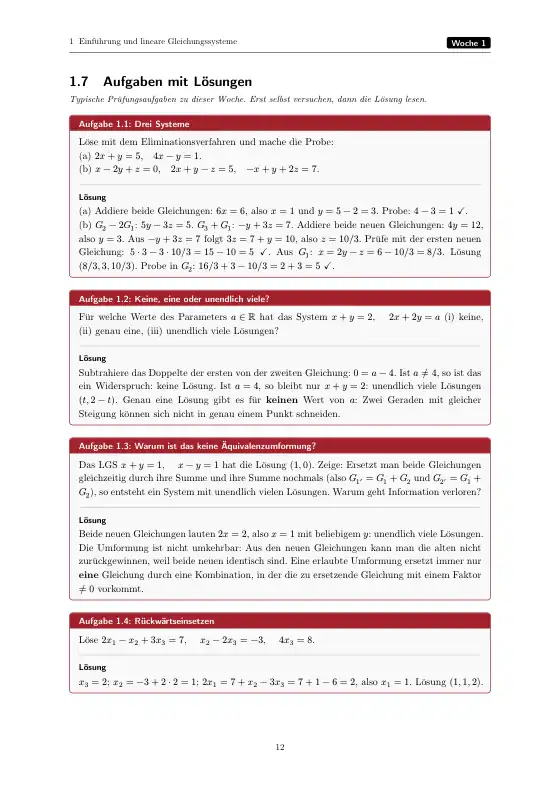 1 Einführung und lineare Gleichungssysteme
Woche 1
1.7 Aufgaben mit Lösungen
Typische Prüfungsaufgaben zu dieser Woche. Erst selbst versuchen, dann die Lösung lesen.
Aufgabe 1.1: Drei Systeme
Löse mit dem Eliminationsverfahren und mache die Probe:
(a) 2x + y = 5, 4x − y = 1.
(b) x − 2y + z = 0, 2x + y − z = 5, −x + y + 2z = 7.
Lösung
(a) Addiere beide Gleichungen: 6x = 6, also x = 1 und y = 5 − 2 = 3. Probe: 4 − 3 = 1 ✓.
(b) G₂ − 2G₁: 5y − 3z = 5. G₃ + G₁: −y + 3z = 7. Addiere beide neuen Gleichungen: 4y = 12,
also y = 3. Aus −y + 3z = 7 folgt 3z = 7 + y = 10, also z = 10/3. Prüfe mit der ersten neuen
Gleichung: 5 · 3 − 3 · 10/3 = 15 − 10 = 5 ✓. Aus G₁: x = 2y − z = 6 − 10/3 = 8/3. Lösung
(8/3, 3, 10/3). Probe in G₂: 16/3 + 3 − 10/3 = 2 + 3 = 5 ✓.
Aufgabe 1.2: Keine, eine oder unendlich viele?
Für welche Werte des Parameters a ∈ ℝ hat das System x + y = 2, 2x + 2y = a (i) keine,
(ii) genau eine, (iii) unendlich viele Lösungen?
Lösung
Subtrahiere das Doppelte der ersten von der zweiten Gleichung: 0 = a − 4. Ist a ≠ 4, so ist das
ein Widerspruch: keine Lösung. Ist a = 4, so bleibt nur x + y = 2: unendlich viele Lösungen
(t, 2 − t). Genau eine Lösung gibt es für keinen Wert von a: Zwei Geraden mit gleicher
Steigung können sich nicht in genau einem Punkt schneiden.
Aufgabe 1.3: Warum ist das keine Äquivalenzumformung?
Das LGS x + y = 1, x − y = 1 hat die Lösung (1, 0). Zeige: Ersetzt man beide Gleichungen
gleichzeitig durch ihre Summe und ihre Summe nochmals (also G₁′ = G₁ + G₂ und G₂′ = G₁ +
G₂), so entsteht ein System mit unendlich vielen Lösungen. Warum geht Information verloren?
Lösung
Beide neuen Gleichungen lauten 2x = 2, also x = 1 mit beliebigem y: unendlich viele Lösungen.
Die Umformung ist nicht umkehrbar: Aus den neuen Gleichungen kann man die alten nicht
zurückgewinnen, weil beide neuen identisch sind. Eine erlaubte Umformung ersetzt immer nur
eine Gleichung durch eine Kombination, in der die zu ersetzende Gleichung mit einem Faktor
≠ 0 vorkommt.
Aufgabe 1.4: Rückwärtseinsetzen
Löse 2x₁ − x₂ + 3x₃ = 7, x₂ − 2x₃ = −3, 4x₃ = 8.
Lösung
x₃ = 2; x₂ = −3 + 2 · 2 = 1; 2x₁ = 7 + x₂ − 3x₃ = 7 + 1 − 6 = 2, also x₁ = 1. Lösung (1, 1, 2).
12